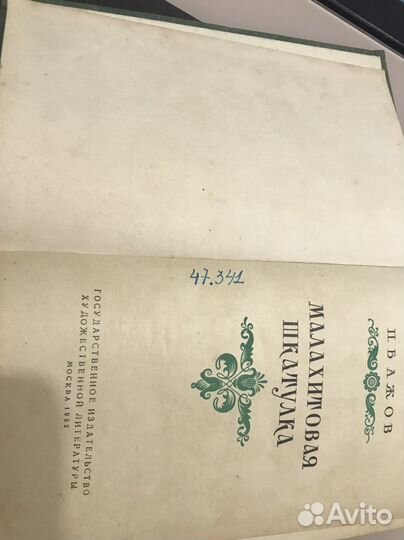 П. БАЖОВ
МАЛАХИТОВАЯ
ШКАТУЛКА
47.341
ГОСУДАРСТВЕННОЕ ИЗДАТЕЛЬСТВО
ХУДОЖЕСТВЕННОЙ ЛИТЕРАТУРЫ
МОСКВА 1952
Avito